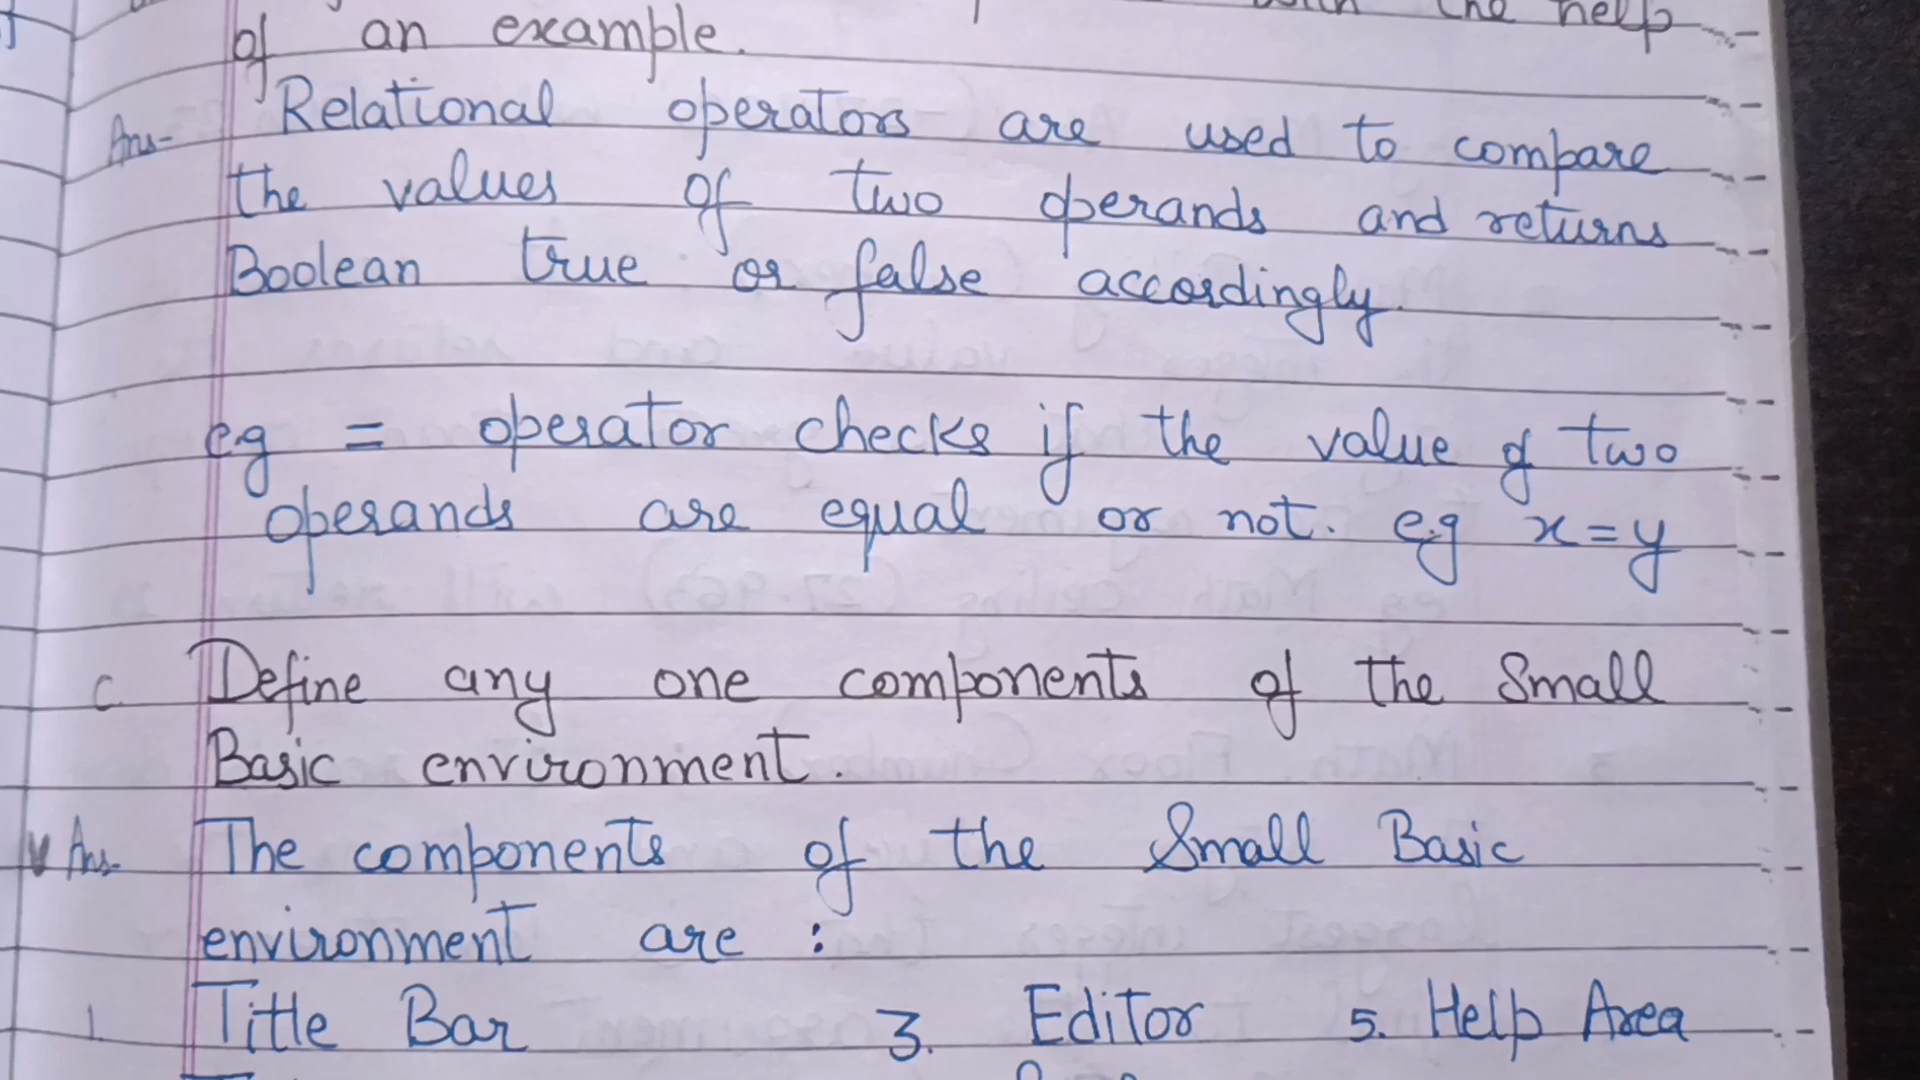 the help
of an example.
Ans- Relational operators are used to compare
the values of two operands and returns
Boolean true or false accordingly.
eg = operator checks if the value of two
operands are equal or not. e.g x=y
c. Define any one components of the Small
Basic environment.
Ans- The components of the Small Basic
environment are :
1. Title Bar 3. Editor 5. Help Area